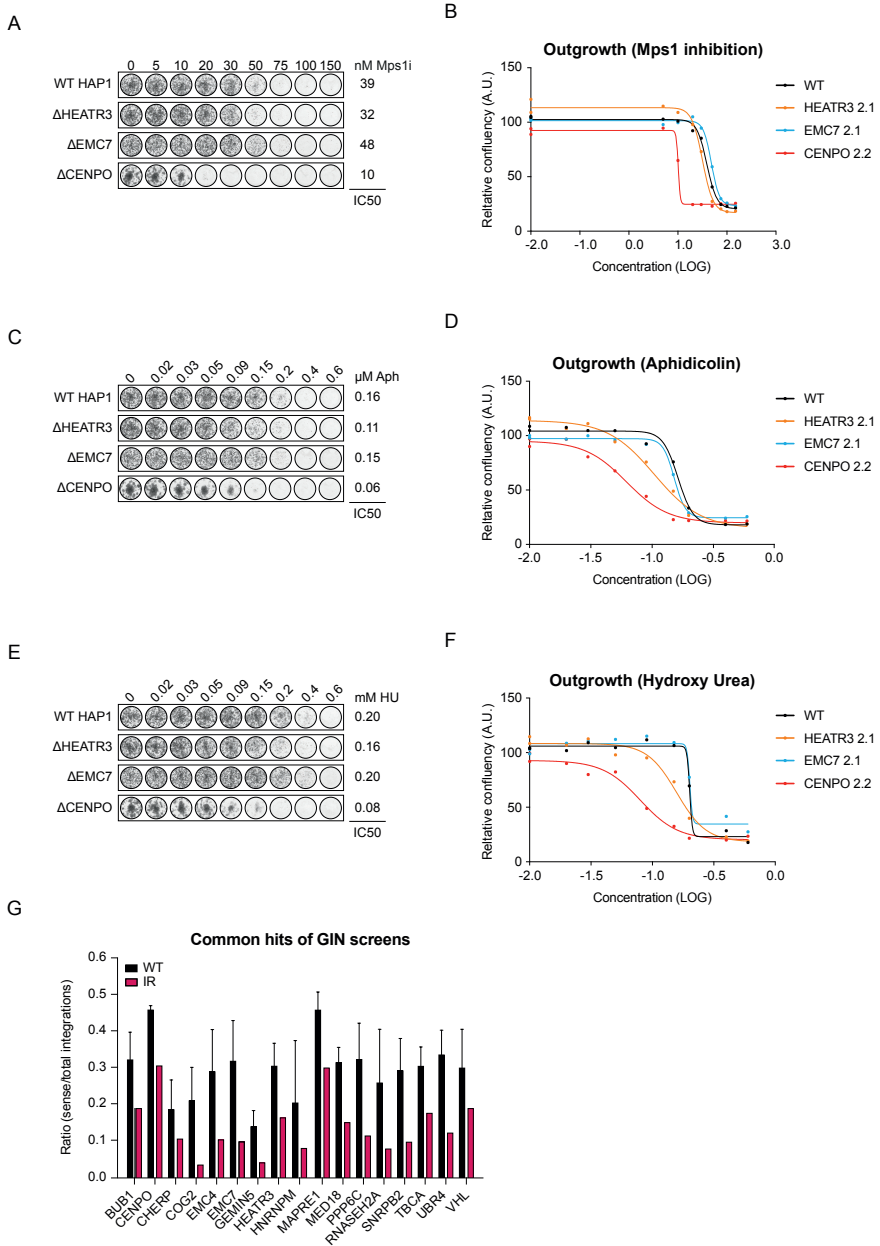 A
0 5 10 20 30 50 75 100 150 nM Mps1i
WT HAP1 39
ΔHEATR3 32
ΔEMC7 48
ΔCENPO 10
IC50
B
Outgrowth (Mps1 inhibition)
Reltative confluency (A.U.)
150
100
50
0
-2.0 -1.0 0.0 1.0 2.0 3.0
Concentration (LOG)
WT
HEATR3 2.1
EMC7 2.1
CENPO 2.2
C
0 0.02 0.03 0.05 0.09 0.15 0.2 0.4 0.6 μM Aph
WT HAP1 0.16
ΔHEATR3 0.11
ΔEMC7 0.15
ΔCENPO 0.06
IC50
D
Outgrowth (Aphidicolin)
Reltative confluency (A.U.)
150
100
50
0
-2.0 -1.5 -1.0 -0.5 0.0
Concentration (LOG)
WT
HEATR3 2.1
EMC7 2.1
CENPO 2.2
E
0 0.02 0.03 0.05 0.09 0.15 0.2 0.4 0.6 mM HU
WT HAP1 0.20
ΔHEATR3 0.16
ΔEMC7 0.20
ΔCENPO 0.08
IC50
F
Outgrowth (Hydroxy Urea)
Reltative confluency (A.U.)
150
100
50
0
-2.0 -1.5 -1.0 -0.5 0.0
Concentration (LOG)
WT
HEATR3 2.1
EMC7 2.1
CENPO 2.2
G
Common hits of GIN screens
Ratio (sense/total integrations)
0.6
0.5
0.4
0.3
0.2
0.1
0.0
WT
IR
BUB1 CENPO CHERP COG2 EMC4 EMC7 GEMIN5 HEATR3 HNRNPM MAPRE1 MED18 PPP6C RNASEH2A SNRPB2 TBCA UBR4 VHL